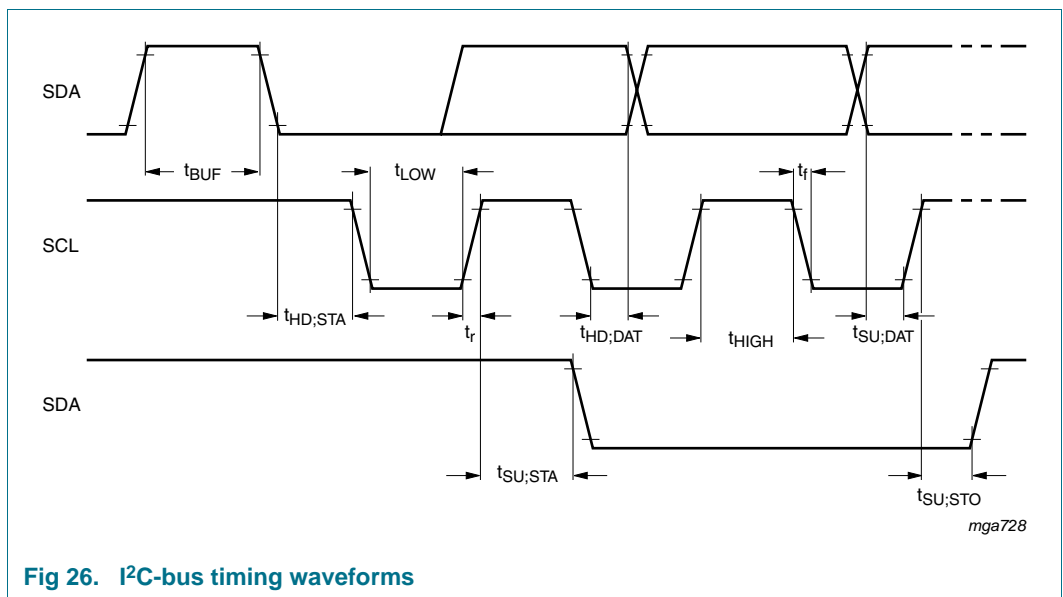 SDA
tBUF
tLOW
tf
SCL
tHD;STA
tr
tHD;DAT
tHIGH
tSU;DAT
SDA
tSU;STA
tSU;STO
mga728
Fig 26. I²C-bus timing waveforms